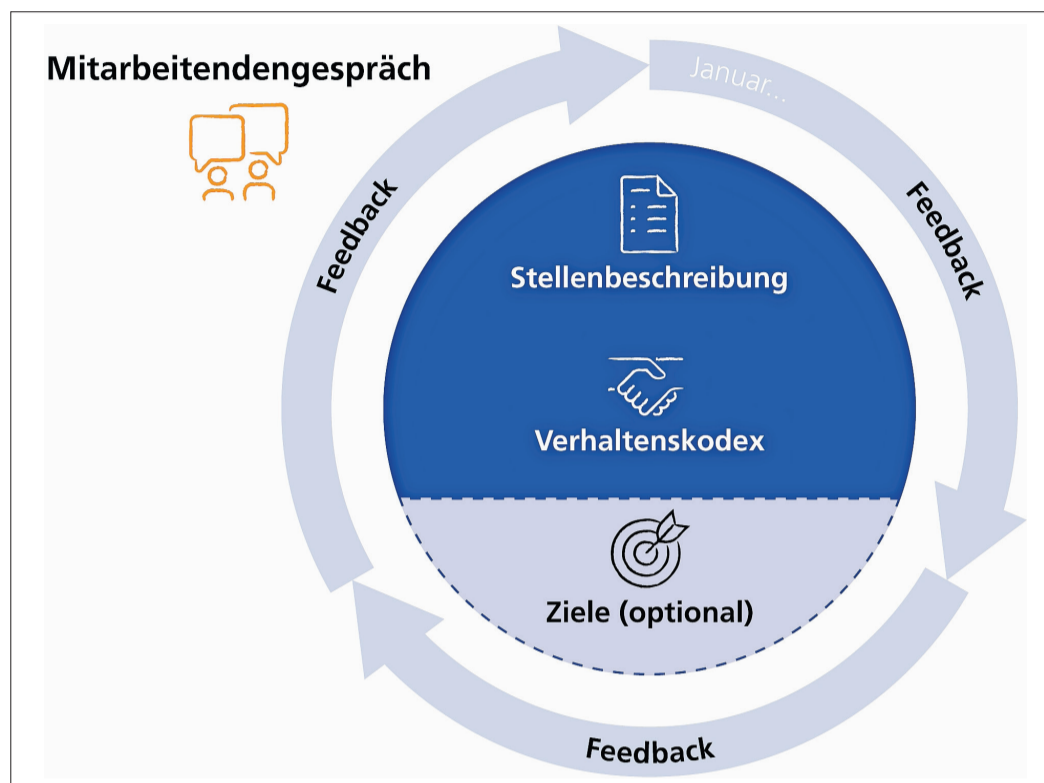 Mitarbeitendengespräch
Januar...
Feedback
Feedback
Stellenbeschreibung
Verhaltenskodex
Ziele (optional)
Feedback